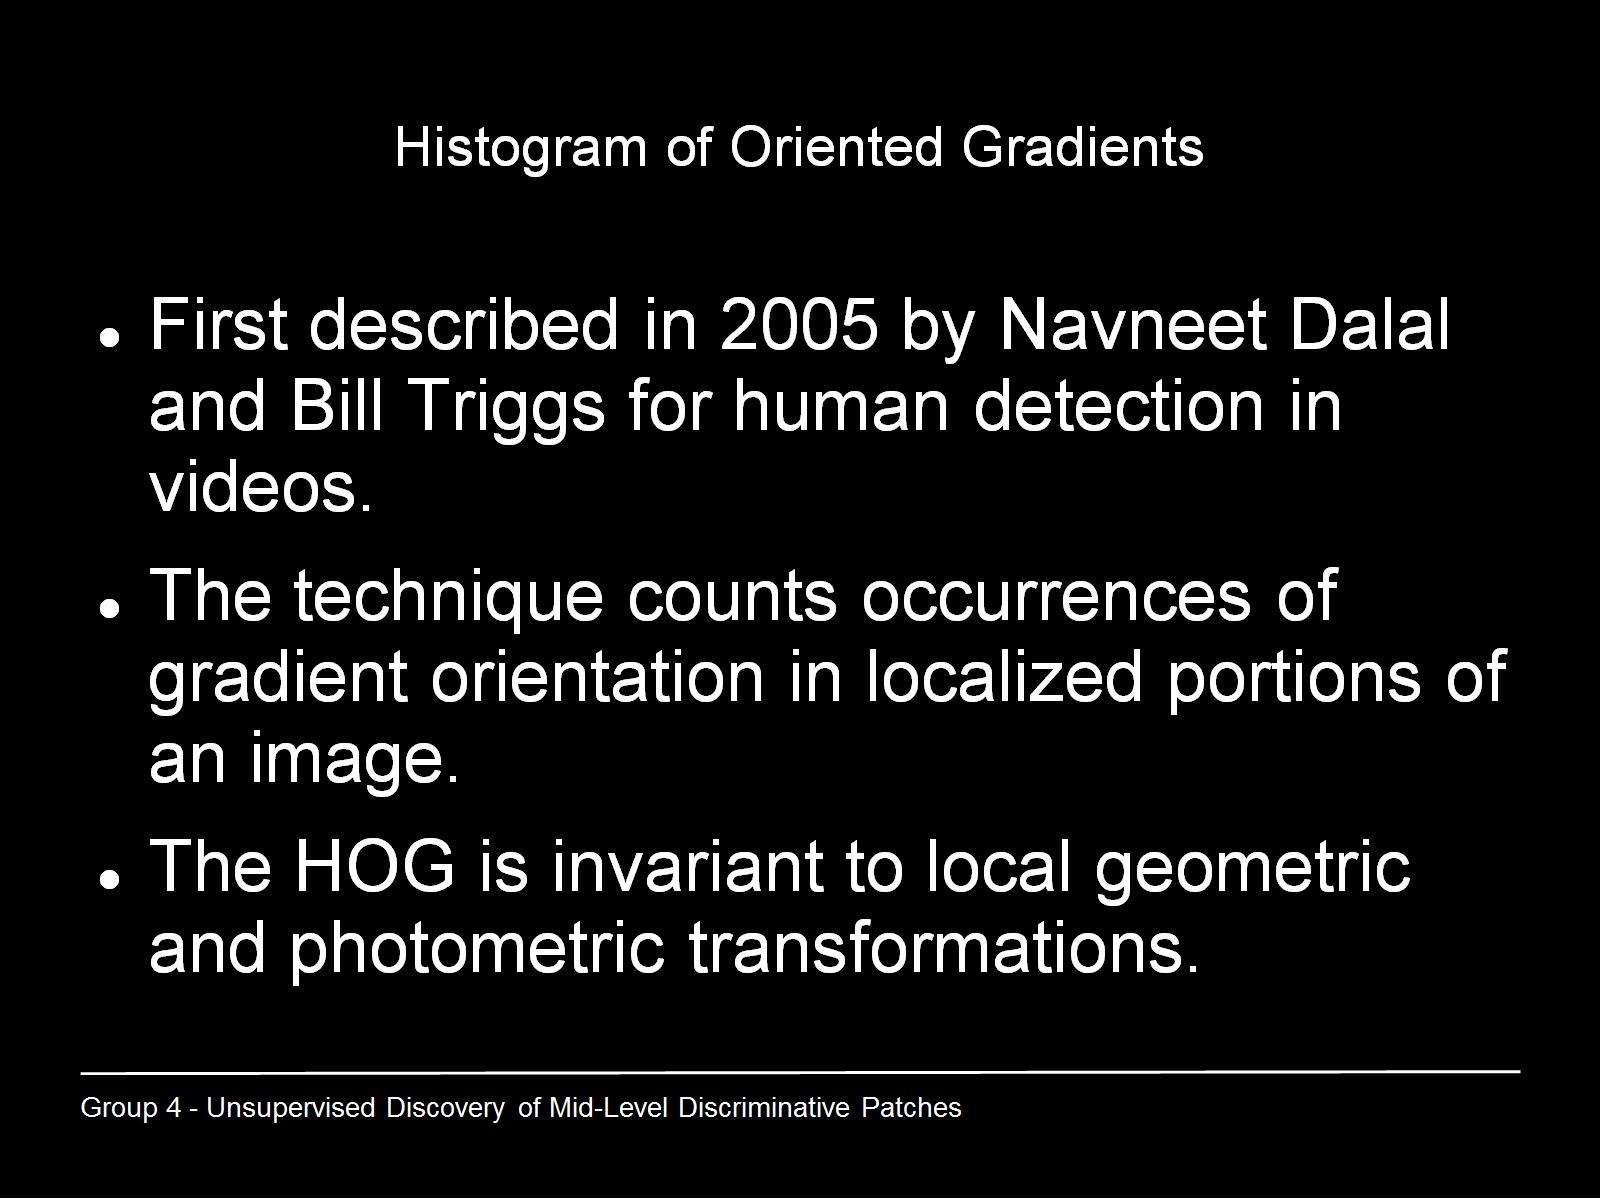 Histogram of Oriented Gradients
● First described in 2005 by Navneet Dalal
and Bill Triggs for human detection in
videos.
● The technique counts occurrences of
gradient orientation in localized portions of
an image.
● The HOG is invariant to local geometric
and photometric transformations.
Group 4 - Unsupervised Discovery of Mid-Level Discriminative Patches